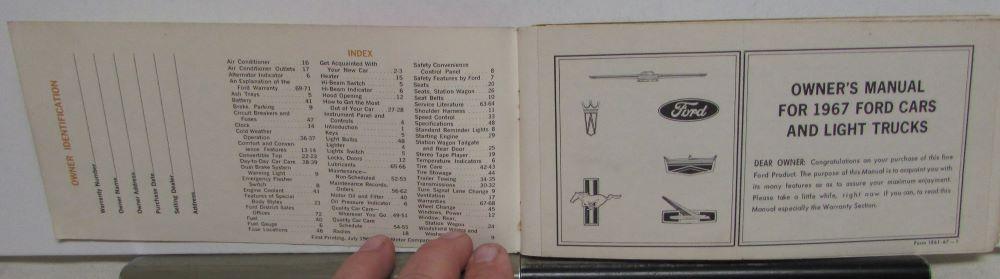 OWNER IDENTIFICATION
Warranty Number
Owner Name
Owner Address
Purchase Date
Selling Dealer
Address
INDEX
Air Conditioner 16
Air Conditioner Outlets 17
Alternator Indicator 6
An Explanation of the
Ford Warranty 69-71
Ash Trays 5
Battery 41
Brake, Parking 9
Circuit Breakers and
Fuses 47
Clock 14
Cold Weather
Operation 36-37
Comfort and Conven-
ience Features 13-14
Convertible Top 22-23
Day-to-Day Car Care 38-39
Dual Brake System
Warning Light 9
Emergency Flasher
Switch 8
Engine Coolant 41
Features of Special
Body Styles 21
Ford District Sales
Offices 72
Fuel 40
Fuel Gauge 6
Fuse Locations 46
Get Acquainted With
Your New Car 2-3
Heater 15
Hi-Beam Switch 5
Hi-Beam Indicator 6
Hood Opening 12
How to Get the Most
Out of Your Car 27-28
Instrument Panel and
Controls 4
Introduction 1
Keys 5
Light Bulbs 48
Lighter 4
Lights Switch 5
Locks, Doors 12
Lubricants 65-66
Maintenance—
Non-Scheduled 52-53
Maintenance Records,
Orders 56-62
Motor Oil and Filter 40
Oil Pressure Indicator 6
Quality Car Care—
Wherever You Go 49-51
Quality Car Care
Schedule 54-55
Radios 18
Safety Convenience
Control Panel 8
Safety Features by Ford 7
Seats 20
Seats, Station Wagon 26
Seat Belts 10
Service Literature 63-64
Shoulder Harness 11
Speed Control 33
Specifications 48
Standard Reminder Lights 8
Starting Engine 29
Station Wagon Tailgate
and Rear Door 25
Stereo Tape Player 19
Temperature Indicators 6
Tire Care 42-43
Tire Stowage 44
Trailer Towing 34-35
Transmissions 30-32
Turn Signal Lane Change 9
Ventilation 17
Warranties 67-68
Wheel Change 45
Windows, Power 12
Window, Rear,
Station Wagon 24
Windshield Wipers and
9
First Printing, July
Motor Company
Ford
OWNER'S MANUAL
FOR 1967 FORD CARS
AND LIGHT TRUCKS
DEAR OWNER: Congratulations on your purchase of this fine
Ford Product. The purpose of this Manual is to acquaint you with
its many features so as to assure your maximum enjoyment.
Please take a little while, right now if you can, to read this
Manual especially the Warranty Section.
Form 1861-67—1